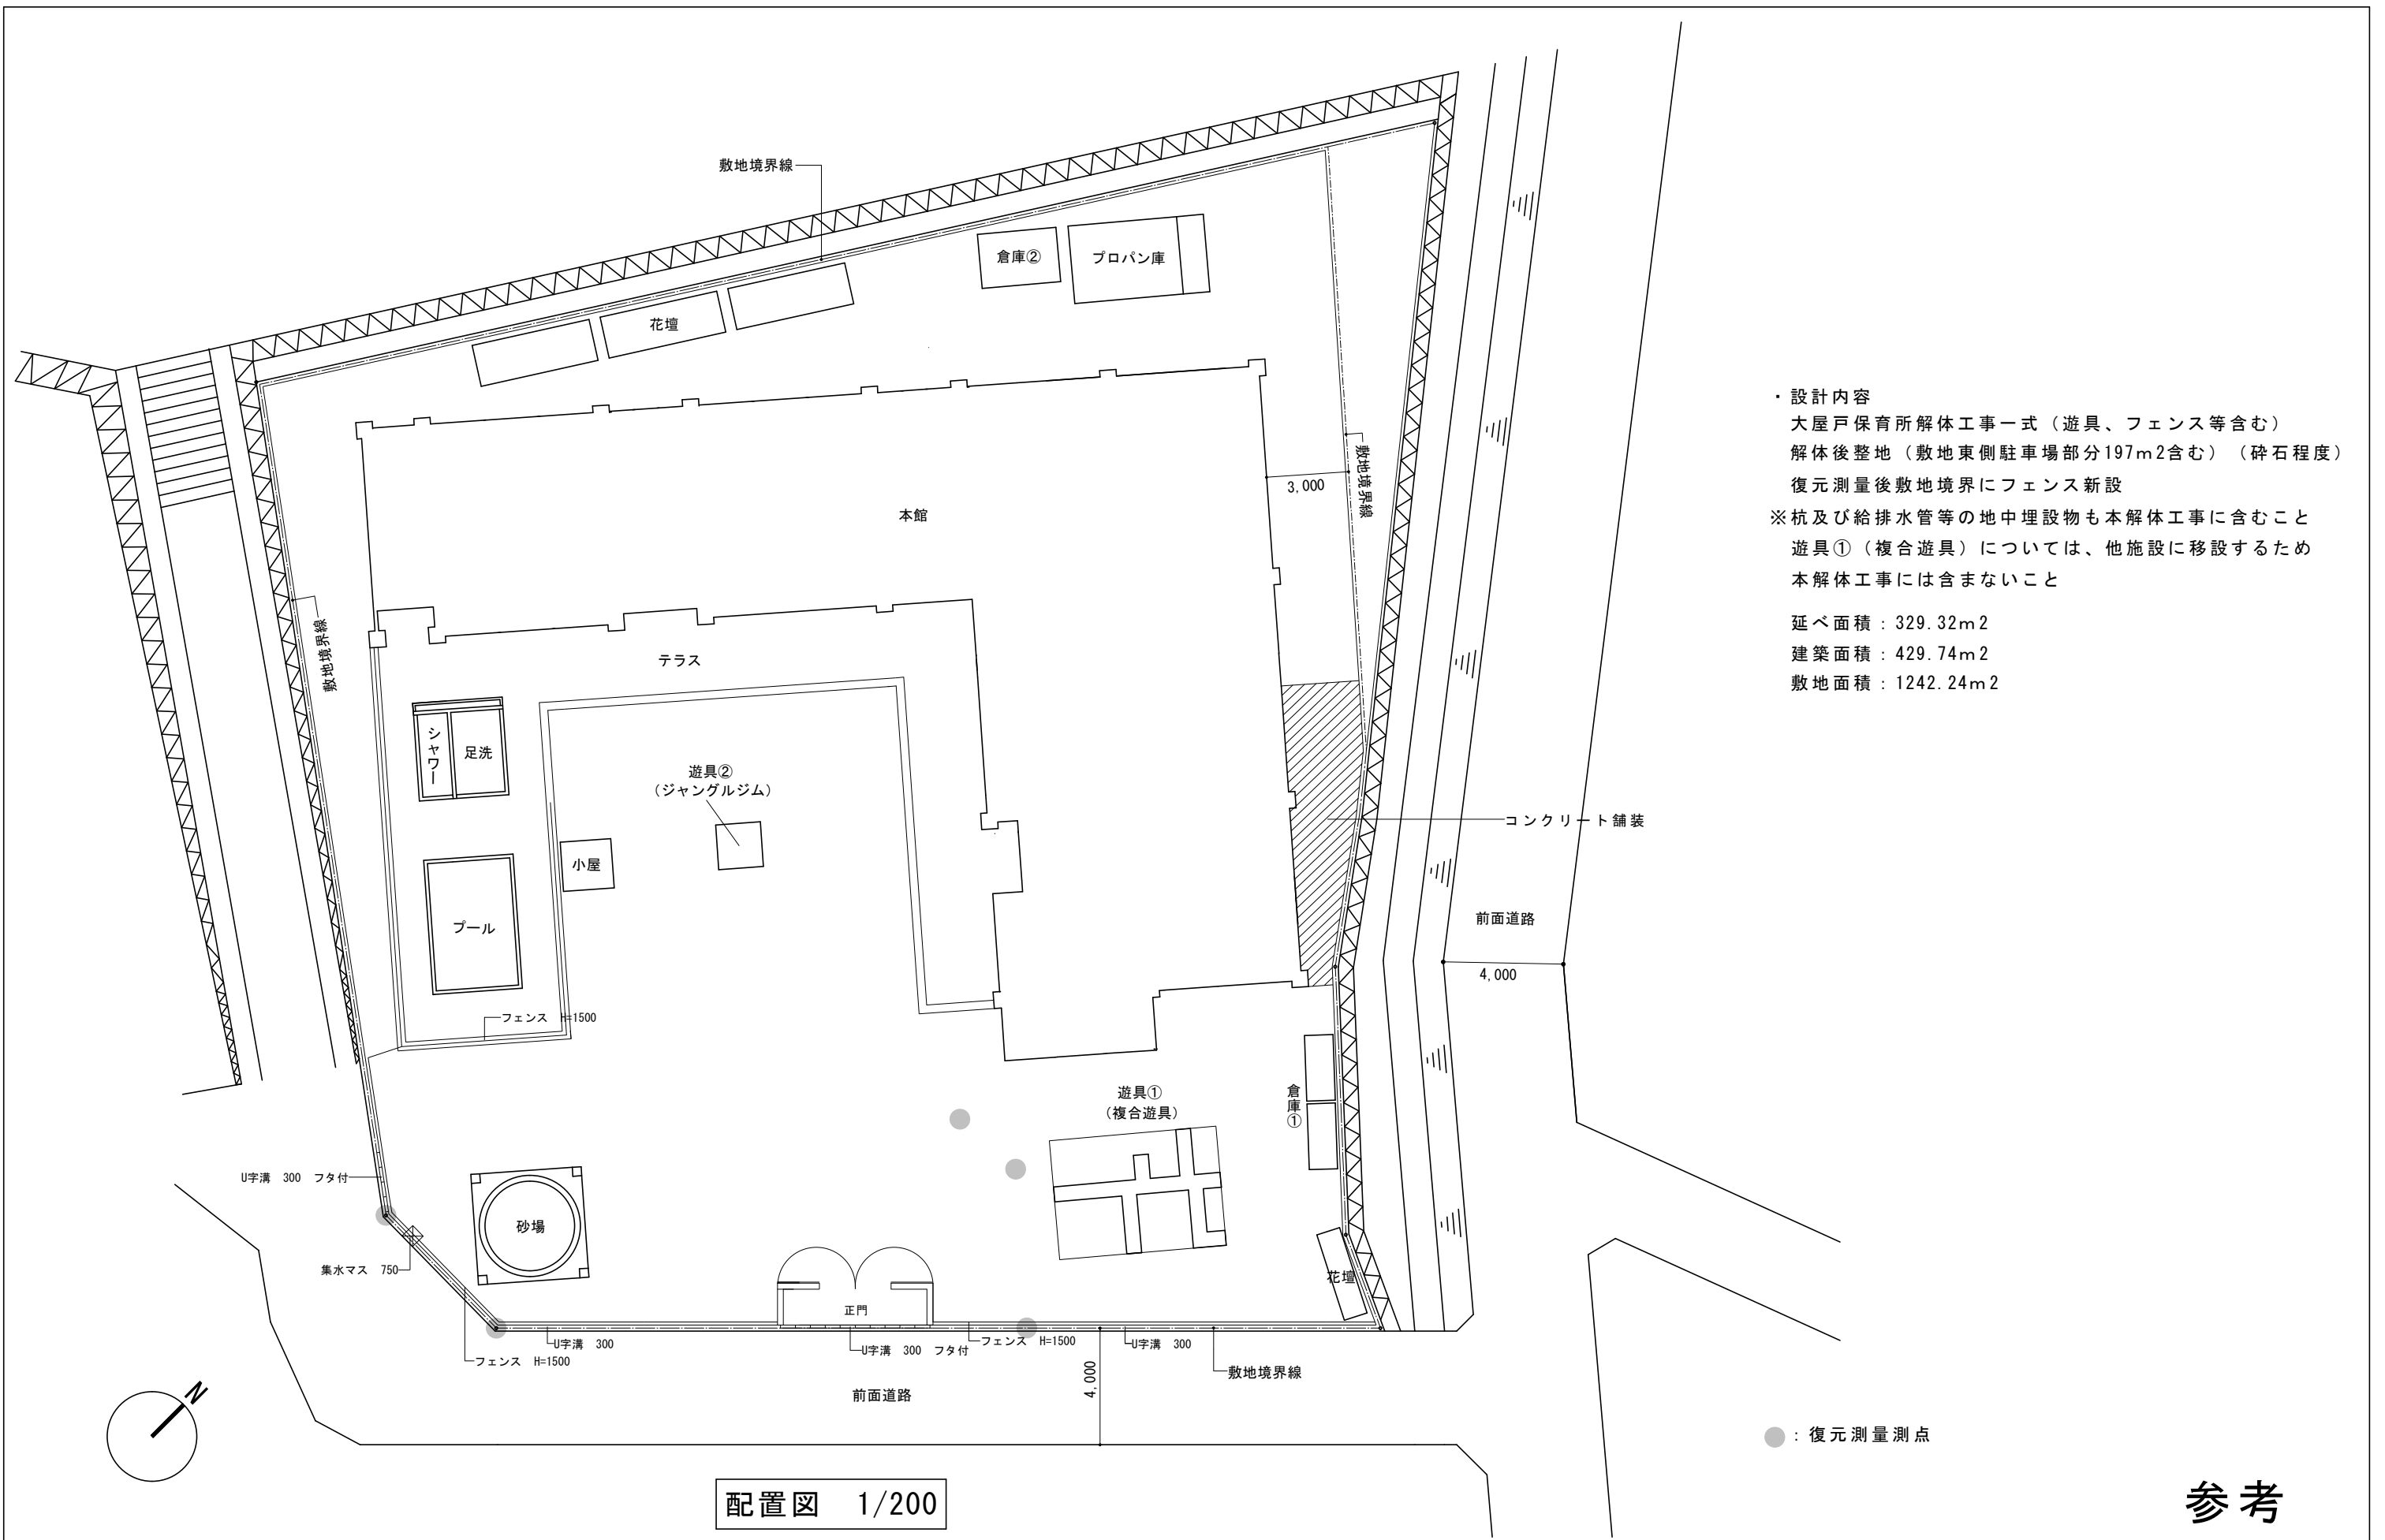 敷地境界線
倉庫②
プロパン庫
花壇
敷地境界線
3,000
本館
敷地境界線
テラス
シャワー
足洗
遊具②
(ジャングルジム)
小屋
プール
コンクリート舗装
前面道路
4,000
フェンス H=1500
遊具①
(複合遊具)
倉庫①
U字溝 300 フタ付
砂場
集水マス 750
花壇
正門
U字溝 300
フェンス H=1500
U字溝 300 フタ付
フェンス H=1500
U字溝 300
敷地境界線
4,000
前面道路
N
配置図 1/200
・設計内容
大屋戸保育所解体工事一式（遊具、フェンス等含む）
解体後整地（敷地東側駐車場部分197m2含む）（砕石程度）
復元測量後敷地境界にフェンス新設
※杭及び給排水管等の地中埋設物も本解体工事に含むこと
遊具①（複合遊具）については、他施設に移設するため
本解体工事には含まないこと
延べ面積：329.32m2
建築面積：429.74m2
敷地面積：1242.24m2
：復元測量測点
参考